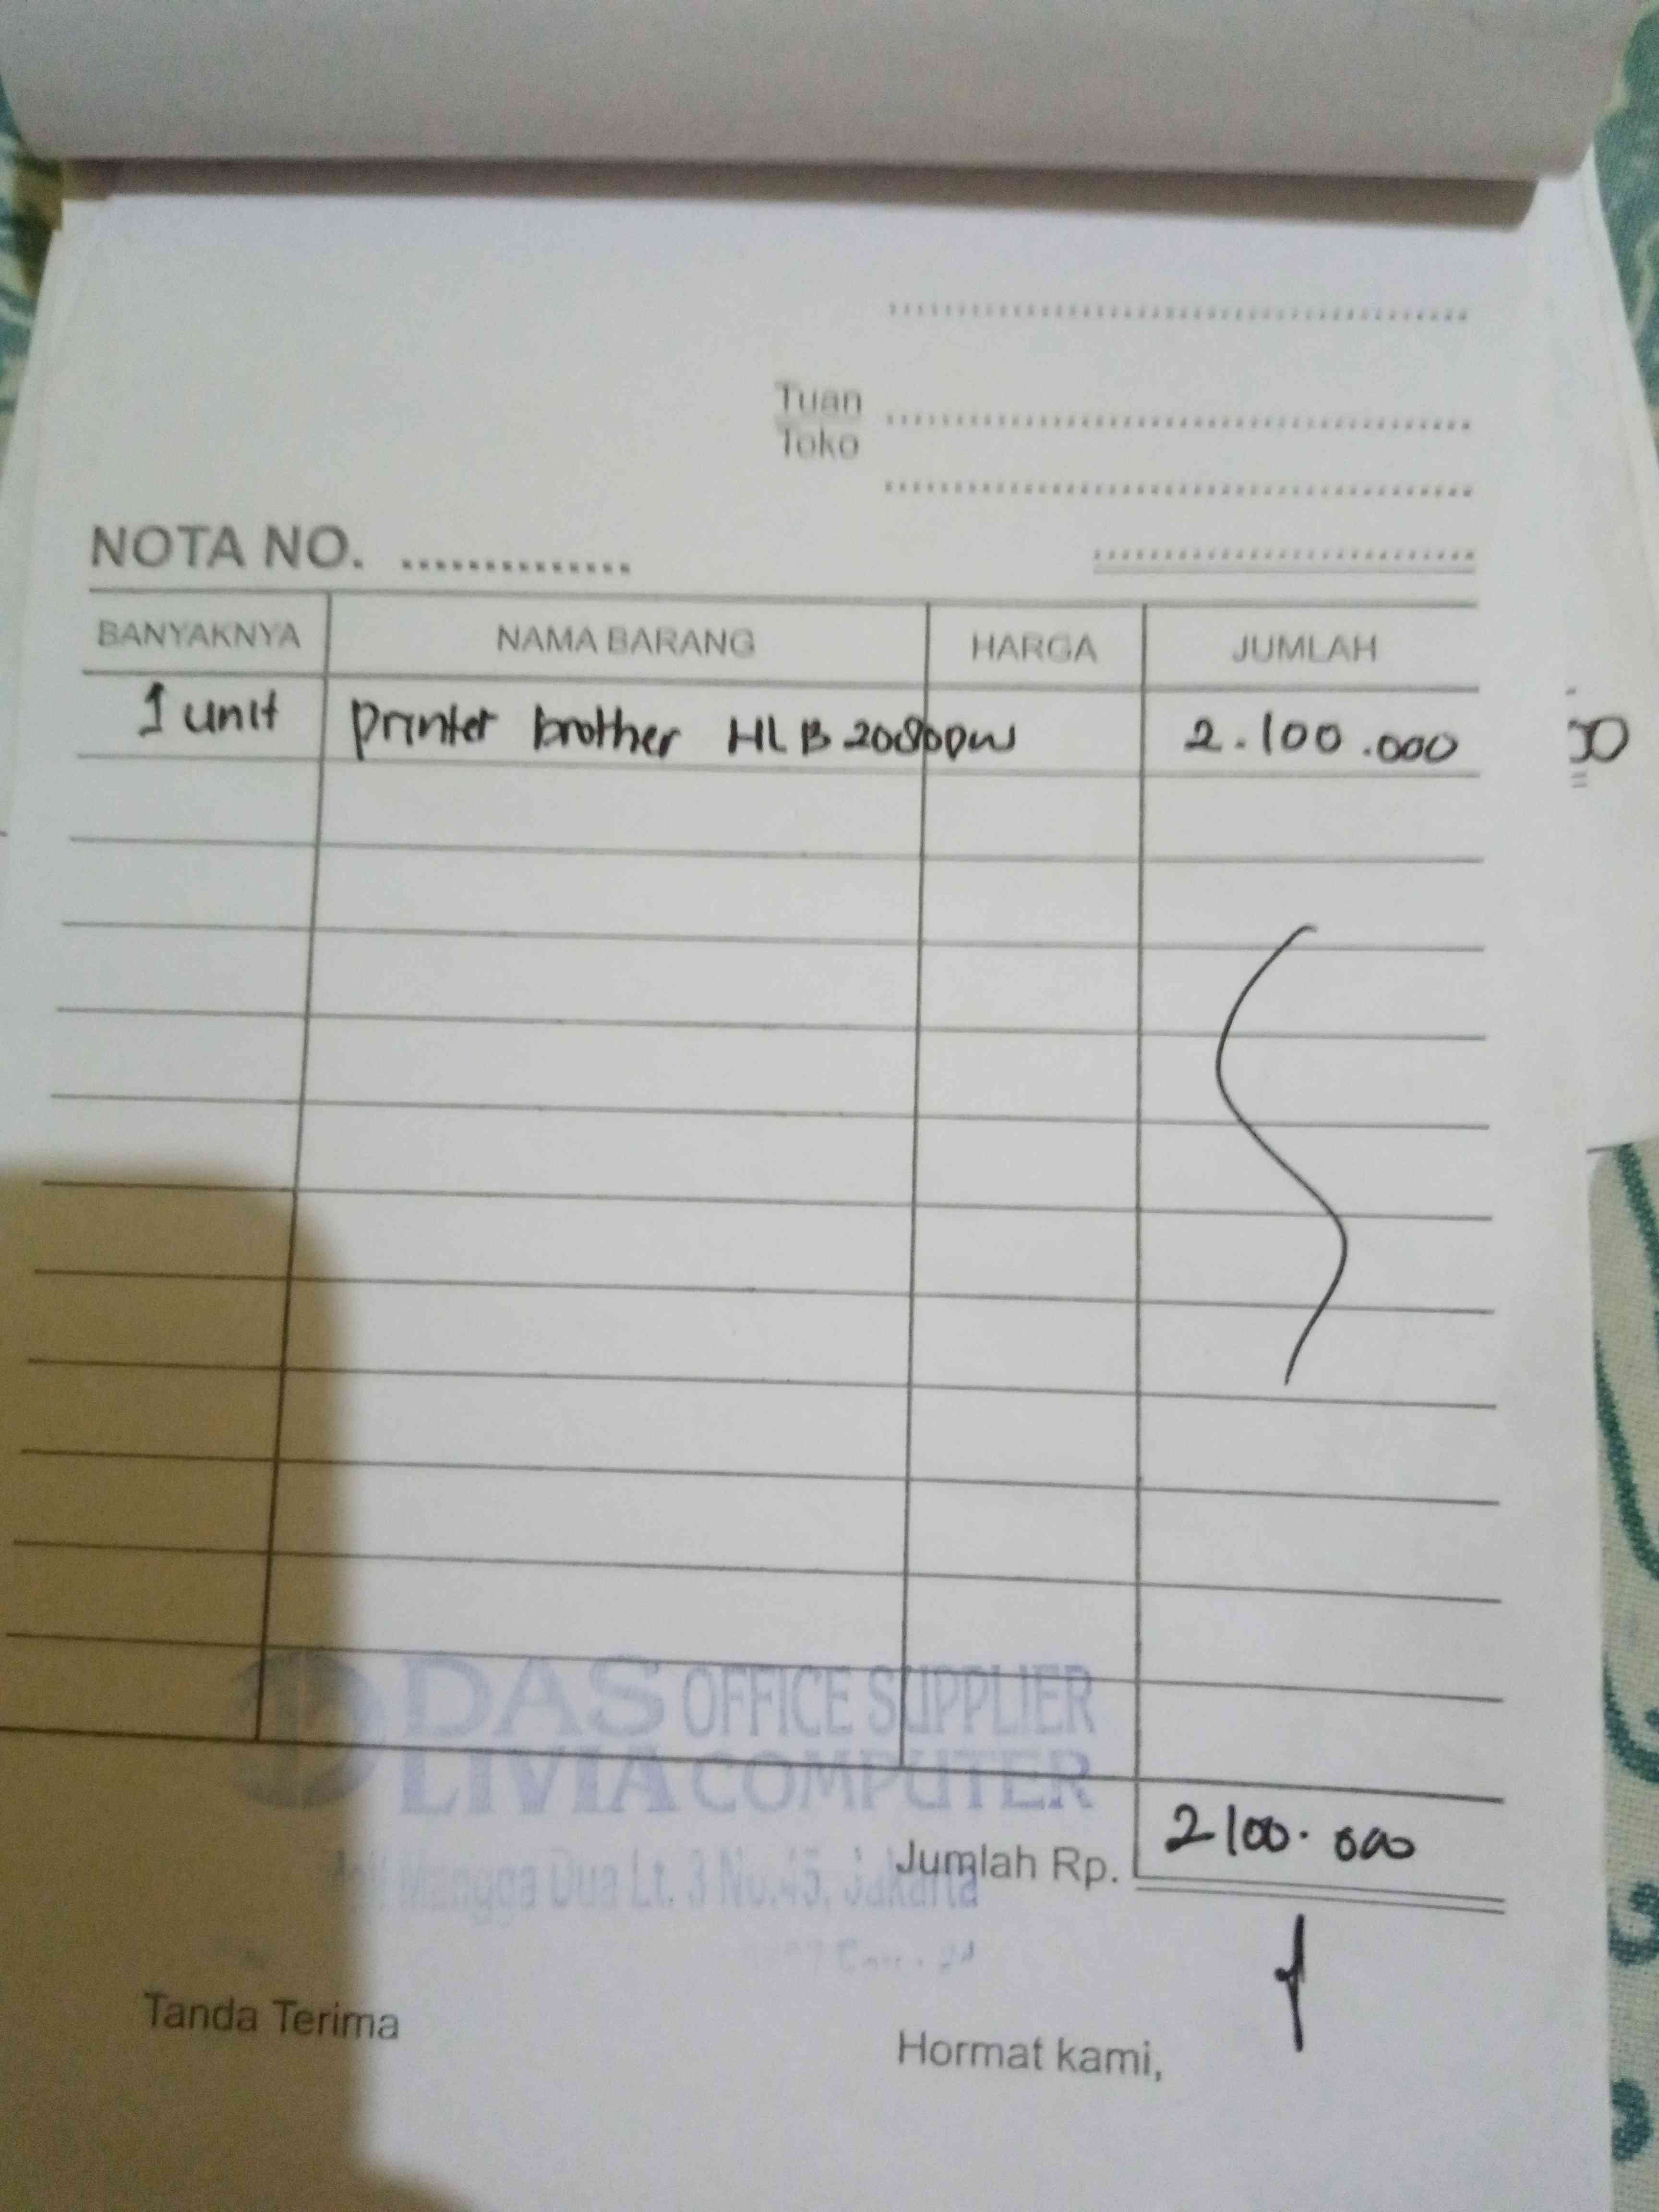 Tuan
Toko
NOTA NO. ...............
BANYAKNYA NAMA BARANG HARGA JUMLAH
1 unit printer brother HLB 2080DW 2.100.000
DAS OFFICE SUPPLIER
LIVIA COMPUTER
Jumlah Rp. 2100.000
Mangga Dua Lt. 3 No.45, Jakarta
Tanda Terima
Hormat kami,